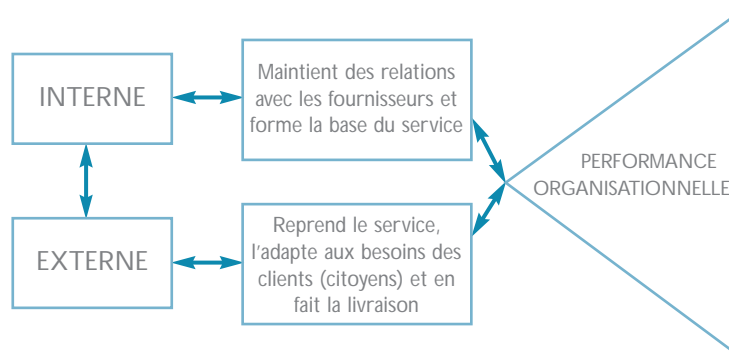 INTERNE
Maintient des relations
avec les fournisseurs et
forme la base du service
PERFORMANCE
ORGANISATIONNELLE
EXTERNE
Reprend le service,
l'adapte aux besoins des
clients (citoyens) et en
fait la livraison